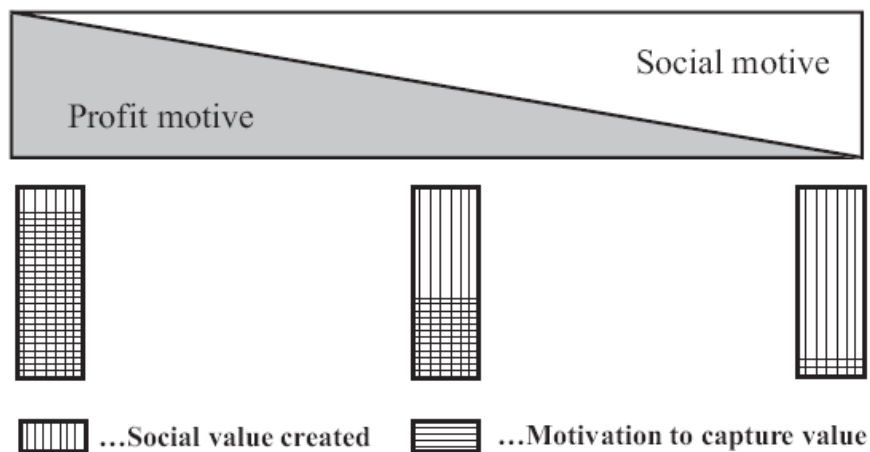 Social motive
Profit motive
...Social value created
...Motivation to capture value